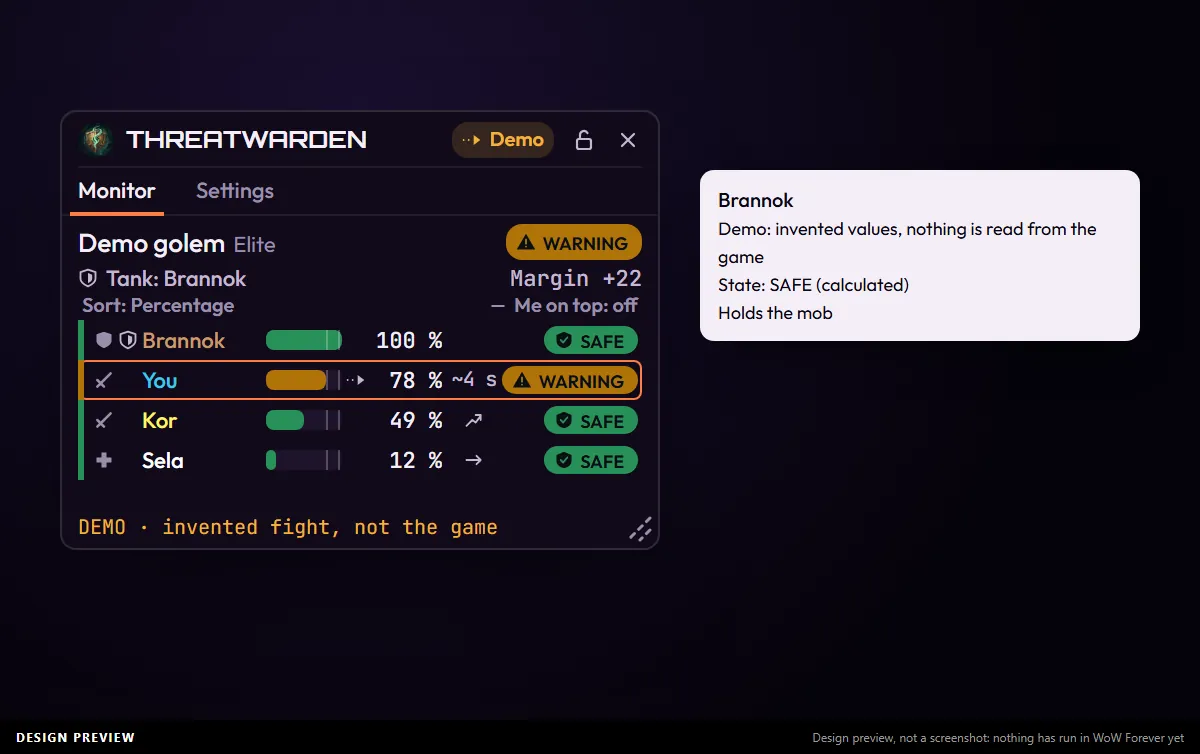 THREATWARDEN
Demo
Monitor Settings
Demo golem Elite WARNING
Tank: Brannok Margin +22
Sort: Percentage — Me on top: off
Brannok 100 % SAFE
You 78 % ~4 s WARNING
Kor 49 % SAFE
Sela 12 % SAFE
DEMO · invented fight, not the game
Brannok
Demo: invented values, nothing is read from the
game
State: SAFE (calculated)
Holds the mob
DESIGN PREVIEW
Design preview, not a screenshot: nothing has run in WoW Forever yet